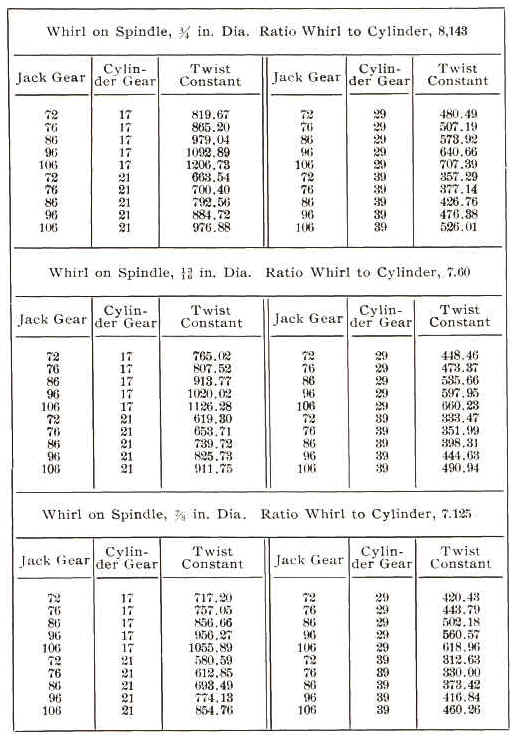 Whirl on Spindle, ¾ in. Dia. Ratio Whirl to Cylinder, 8,143
Cylin- Twist Cylin- Twist
Jack Gear der Gear Constant Jack Gear der Gear Constant
72 17 819.67 72 29 480.49
76 17 865.20 76 29 507.19
86 17 979.04 86 29 573.92
96 17 1092.89 96 29 640.66
106 17 1206.73 106 29 707.39
72 21 663.54 72 39 357.29
76 21 700.40 76 39 377.14
86 21 792.56 86 39 426.76
96 21 884.72 96 39 476.38
106 21 976.88 106 39 526.01
Whirl on Spindle, 13/16 in. Dia. Ratio Whirl to Cylinder, 7.60
Cylin- Twist Cylin- Twist
Jack Gear der Gear Constant Jack Gear der Gear Constant
72 17 765.02 72 29 448.46
76 17 807.52 76 29 473.37
86 17 913.77 86 29 535.66
96 17 1020.02 96 29 597.95
106 17 1126.28 106 29 660.23
72 21 619.30 72 39 333.47
76 21 653.71 76 39 351.99
86 21 739.72 86 39 398.31
96 21 825.73 96 39 444.63
106 21 911.75 106 39 490.94
Whirl on Spindle, ⅞ in. Dia. Ratio Whirl to Cylinder, 7.125
Cylin- Twist Cylin- Twist
Jack Gear der Gear Constant Jack Gear der Gear Constant
72 17 717.20 72 29 420.43
76 17 757.05 76 29 443.79
86 17 856.66 86 29 502.18
96 17 956.27 96 29 560.57
106 17 1055.89 106 29 618.96
72 21 580.59 72 39 312.63
76 21 612.85 76 39 330.00
86 21 693.49 86 39 373.42
96 21 774.13 96 39 416.84
106 21 854.76 106 39 460.26